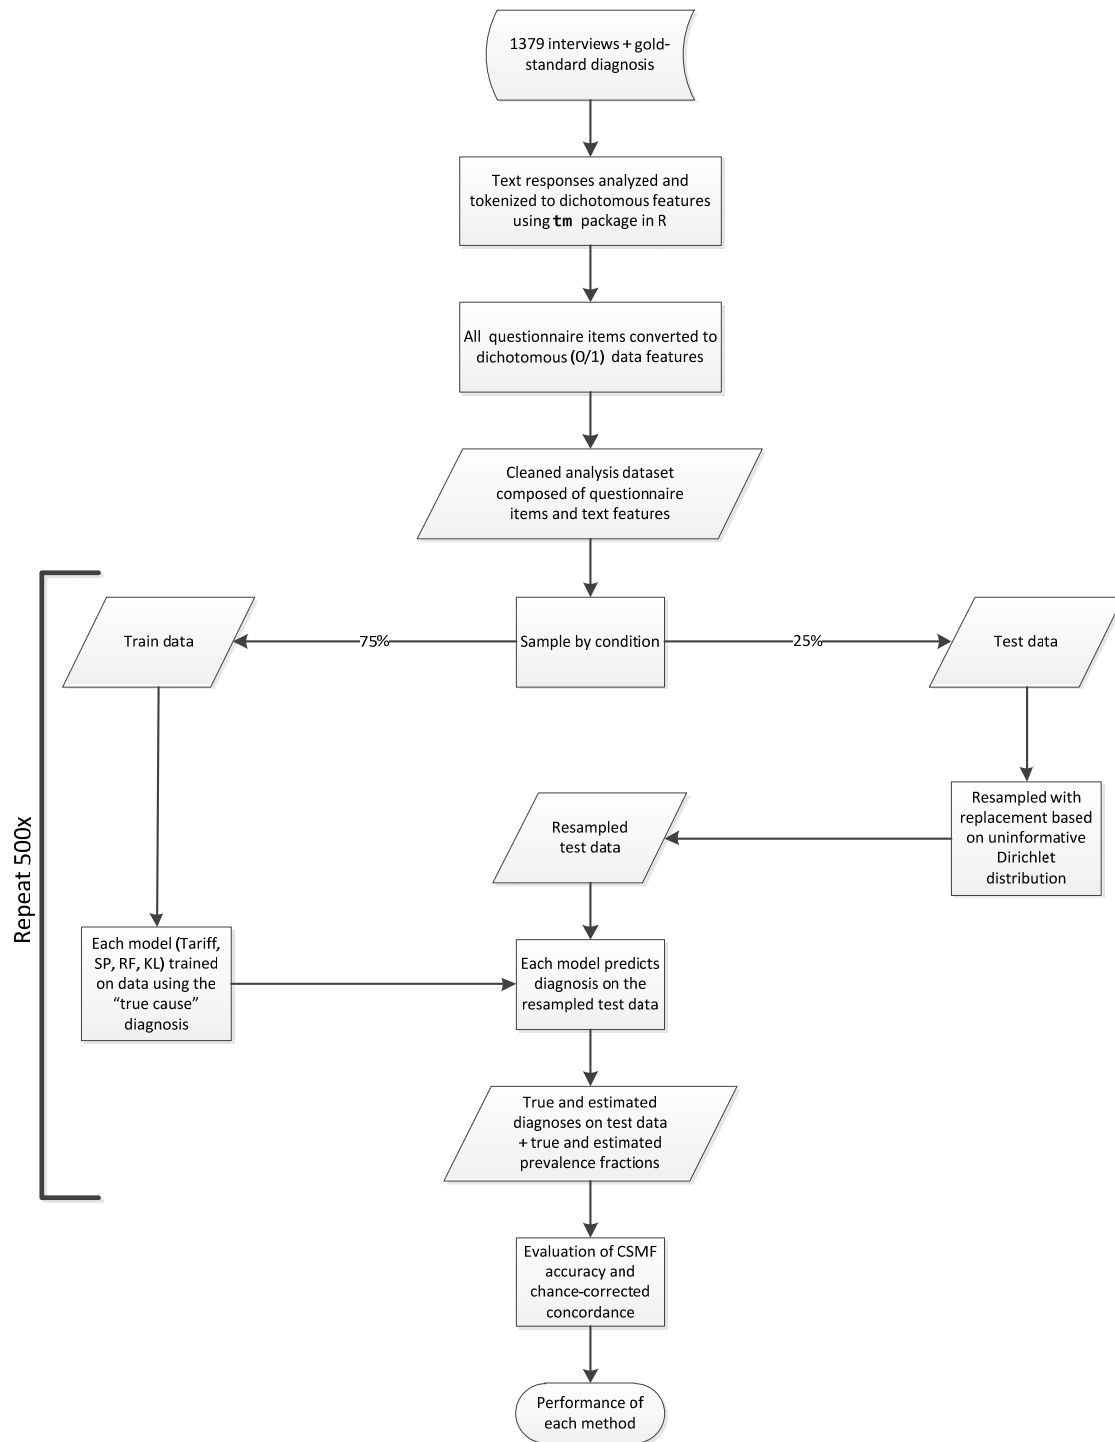 1379 interviews + gold-
standard diagnosis
Text responses analyzed and
tokenized to dichotomous features
using tm package in R
All questionnaire items converted to
dichotomous (0/1) data features
Cleaned analysis dataset
composed of questionnaire
items and text features
Train data
75%
Sample by condition
25%
Test data
Repeat 500x
Resampled with
replacement based
on uninformative
Dirichlet
distribution
Resampled
test data
Each model (Tariff,
SP, RF, KL) trained
on data using the
“true cause”
diagnosis
Each model predicts
diagnosis on the
resampled test data
True and estimated
diagnoses on test data
+ true and estimated
prevalence fractions
Evaluation of CSMF
accuracy and
chance-corrected
concordance
Performance of
each method